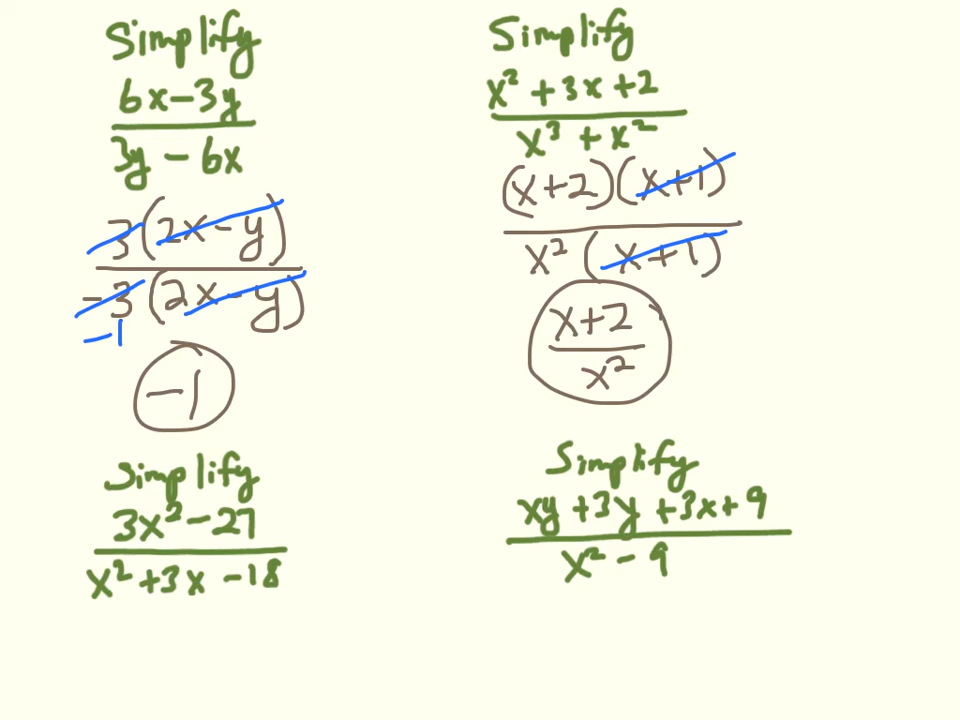 Simplify
6x-3y
3y - 6x
3(2x-y)
-3(2x-y)
-1
-1
Simplify
x² +3x +2
x³ + x²
(x+2)(x+1)
x² (x+1)
x+2
x²
Simplify
3x²-27
x²+3x-18
Simplify
xy +3y +3x+9
x² - 9